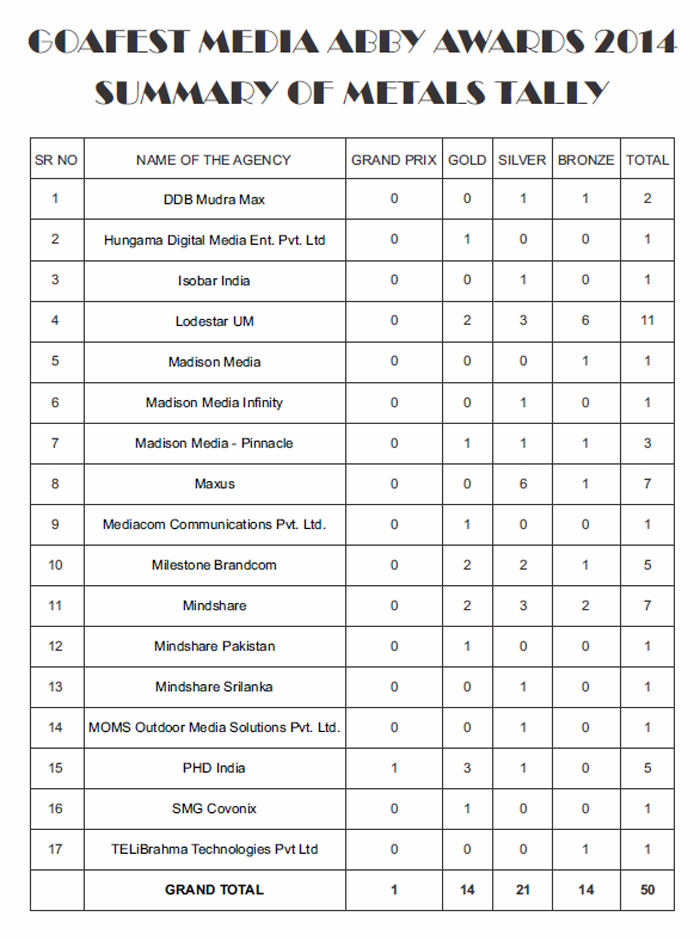 GOAFEST MEDIA ABBY AWARDS 2014
SUMMARY OF METALS TALLY
SR NO NAME OF THE AGENCY GRAND PRIX GOLD SILVER BRONZE TOTAL
1 DDB Mudra Max 0 0 1 1 2
2 Hungama Digital Media Ent. Pvt. Ltd 0 1 0 0 1
3 Isobar India 0 0 1 0 1
4 Lodestar UM 0 2 3 6 11
5 Madison Media 0 0 0 1 1
6 Madison Media Infinity 0 0 1 0 1
7 Madison Media - Pinnacle 0 1 1 1 3
8 Maxus 0 0 6 1 7
9 Mediacom Communications Pvt. Ltd. 0 1 0 0 1
10 Milestone Brandcom 0 2 2 1 5
11 Mindshare 0 2 3 2 7
12 Mindshare Pakistan 0 1 0 0 1
13 Mindshare Srilanka 0 0 1 0 1
14 MOMS Outdoor Media Solutions Pvt. Ltd. 0 0 1 0 1
15 PHD India 1 3 1 0 5
16 SMG Covonix 0 1 0 0 1
17 TELiBrahma Technologies Pvt Ltd 0 0 0 1 1
GRAND TOTAL 1 14 21 14 50